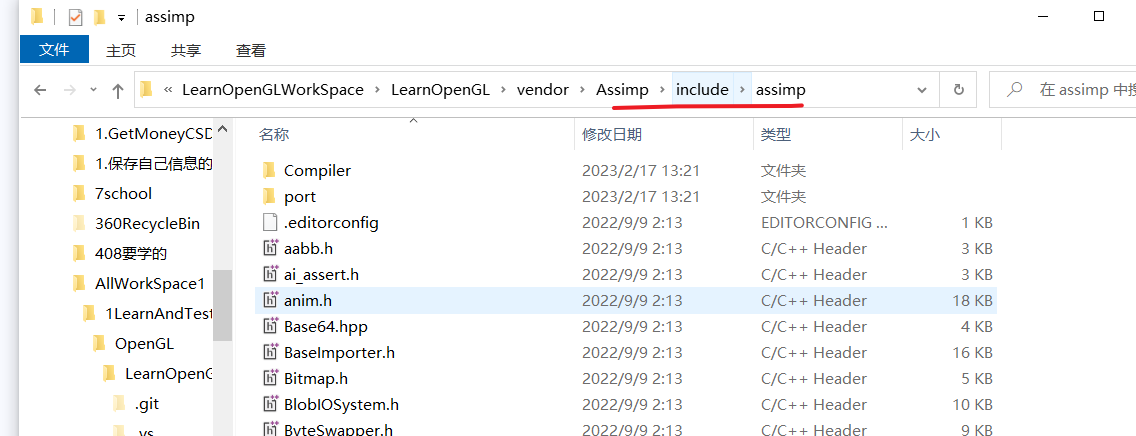 assimp
文件 主页 共享 查看
« LearnOpenGLWorkSpace › LearnOpenGL › vendor › Assimp › include › assimp
在 assimp 中搜
名称 修改日期 类型 大小
1.GetMoneyCSD
1.保存自己信息的
7school
360RecycleBin
408要学的
AllWorkSpace1
1LearnAndTest
OpenGL
LearnOpenG
.git
.vs
Compiler 2023/2/17 13:21 文件夹
port 2023/2/17 13:21 文件夹
.editorconfig 2022/9/9 2:13 EDITORCONFIG ... 1 KB
aabb.h 2022/9/9 2:13 C/C++ Header 3 KB
ai_assert.h 2022/9/9 2:13 C/C++ Header 3 KB
anim.h 2022/9/9 2:13 C/C++ Header 18 KB
Base64.hpp 2022/9/9 2:13 C/C++ Header 4 KB
BaseImporter.h 2022/9/9 2:13 C/C++ Header 16 KB
Bitmap.h 2022/9/9 2:13 C/C++ Header 5 KB
BlobIOSystem.h 2022/9/9 2:13 C/C++ Header 10 KB
ByteSwapper.h 2022/9/9 2:13 C/C++ Header 9 KB